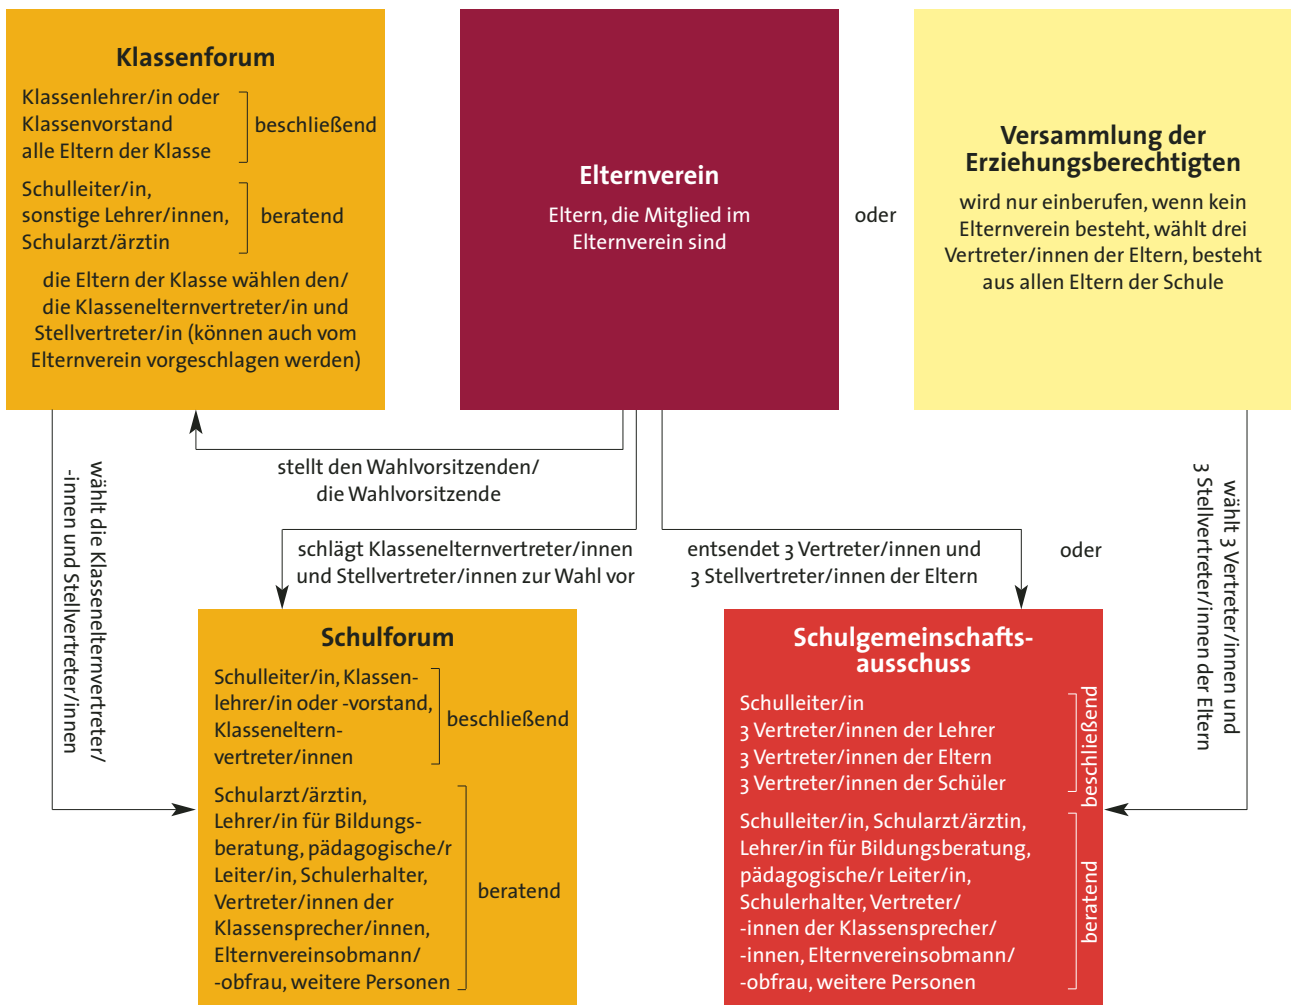 Klassenforum
Klassenlehrer/in oder
Klassenvorstand
alle Eltern der Klasse
beschließend
Schulleiter/in,
sonstige Lehrer/innen,
Schularzt/ärztin
beratend
die Eltern der Klasse wählen den/
die Klassenelternvertreter/in und
Stellvertreter/in (können auch vom
Elternverein vorgeschlagen werden)
Elternverein
Eltern, die Mitglied im
Elternverein sind
oder
Versammlung der
Erziehungsberechtigten
wird nur einberufen, wenn kein
Elternverein besteht, wählt drei
Vertreter/innen der Eltern, besteht
aus allen Eltern der Schule
stellt den Wahlvorsitzenden/
die Wahlvorsitzende
wählt die Klassenelternvertreter/
-innen und Stellvertreter/innen
schlägt Klassenelternvertreter/innen
und Stellvertreter/innen zur Wahl vor
entsendet 3 Vertreter/innen und
3 Stellvertreter/innen der Eltern
oder
wählt 3 Vertreter/innen und
3 Stellvertreter/innen der Eltern
Schulforum
Schulleiter/in, Klassen-
lehrer/in oder -vorstand,
Klasseneltern-
vertreter/innen
beschließend
Schularzt/ärztin,
Lehrer/in für Bildungs-
beratung, pädagogische/r
Leiter/in, Schulerhalter,
Vertreter/innen der
Klassensprecher/innen,
Elternvereinsobmann/
-obfrau, weitere Personen
beratend
Schulgemeinschafts-
ausschuss
Schulleiter/in
3 Vertreter/innen der Lehrer
3 Vertreter/innen der Eltern
3 Vertreter/innen der Schüler
beschließend
Schulleiter/in, Schularzt/ärztin,
Lehrer/in für Bildungsberatung,
pädagogische/r Leiter/in,
Schulerhalter, Vertreter/
-innen der Klassensprecher/
-innen, Elternvereinsobmann/
-obfrau, weitere Personen
beratend